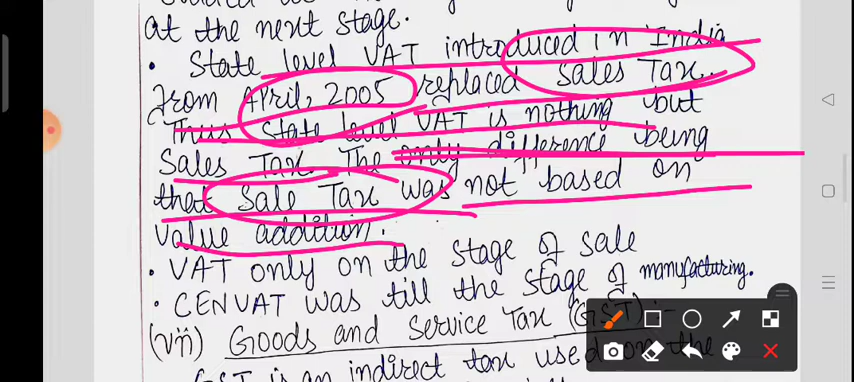 at the next stage.
• State level VAT introduced in India
from April, 2005 replaced Sales Tax.
Thus State level VAT is nothing but
Sales Tax. The only difference being
that Sale Tax was not based on
value addition.
• VAT only on the stage of sale
• CENVAT was till the stage of manufacturing.
(vii) Goods and Service Tax (GST) :-
GST is an indirect tax used on the